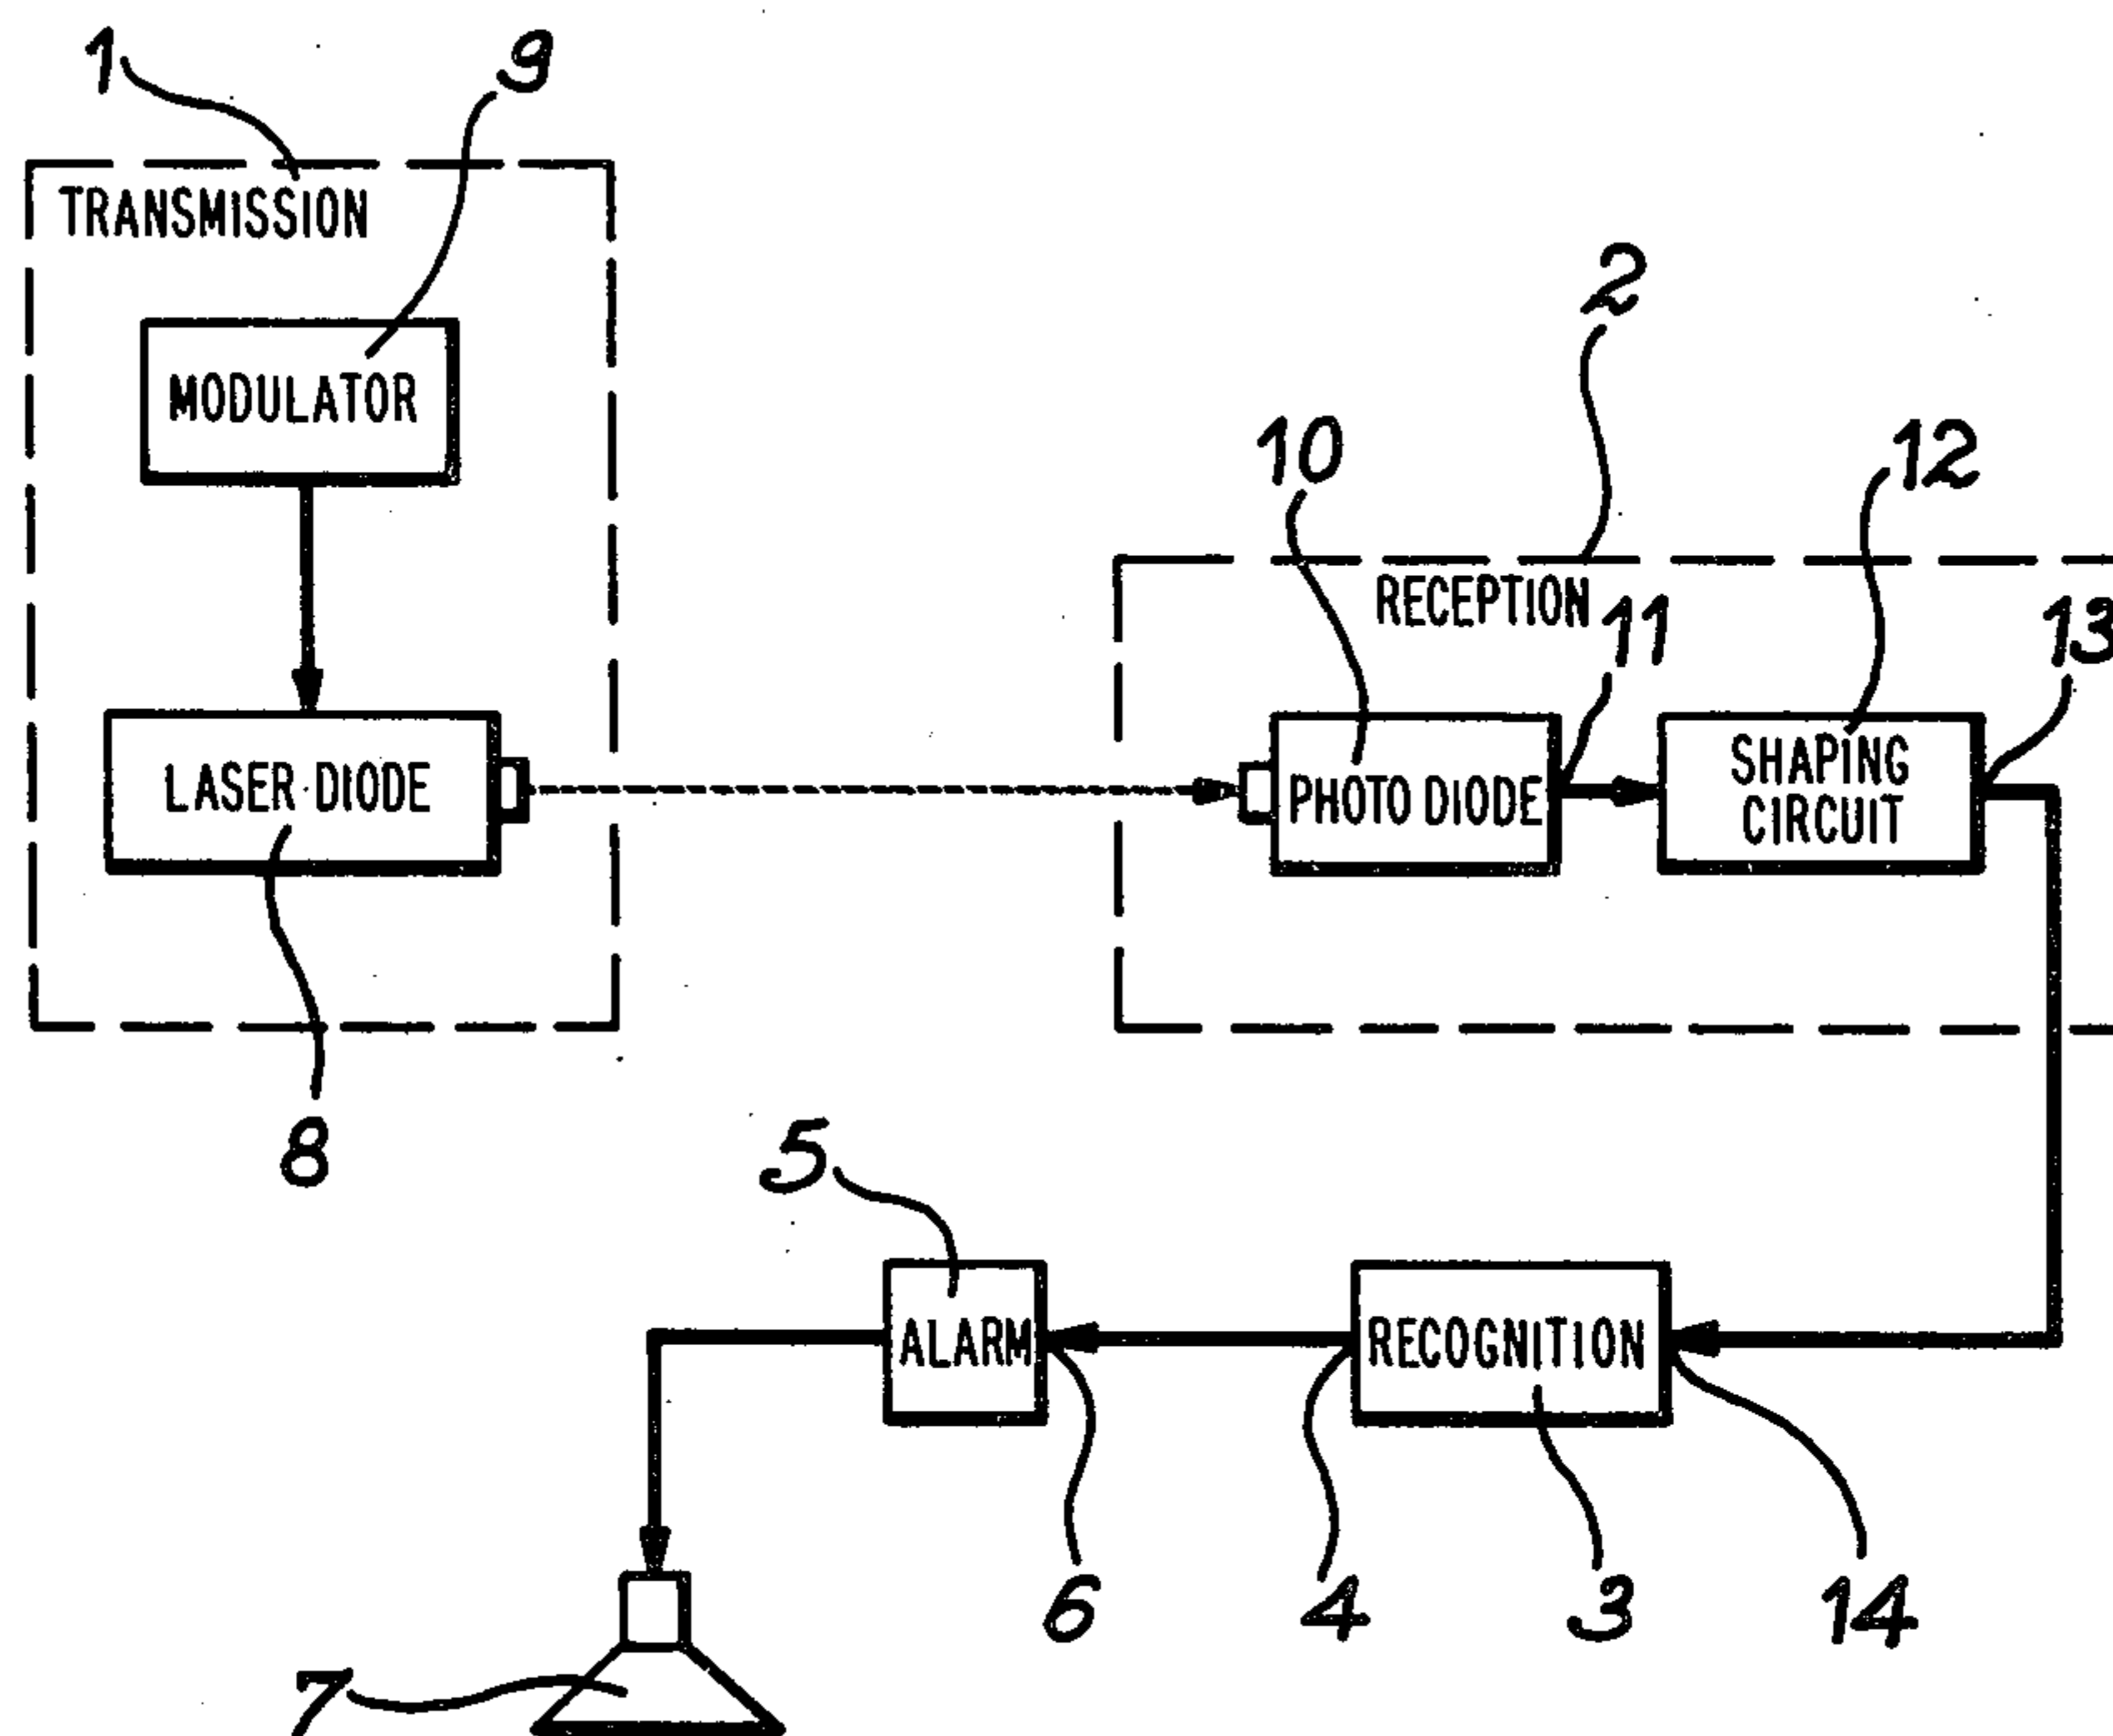 1
9
TRANSMISSION
MODULATOR
2
10
12
RECEPTION
11
13
LASER DIODE
PHOTO DIODE
SHAPING
CIRCUIT
8
5
ALARM
RECOGNITION
6
4
3
14
7